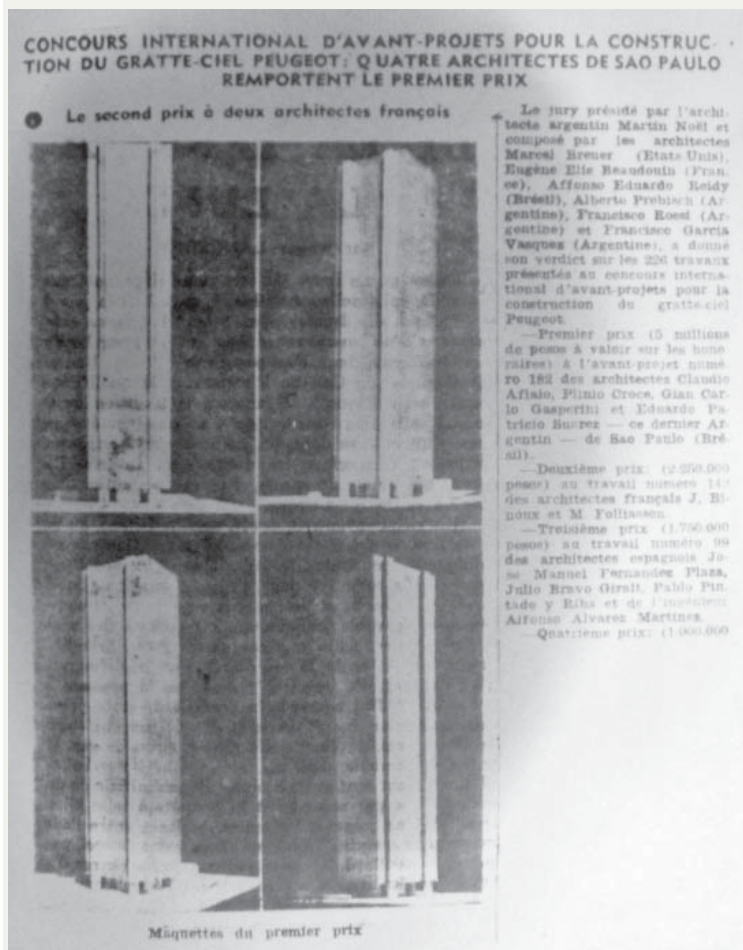 CONCOURS INTERNATIONAL D'AVANT-PROJETS POUR LA CONSTRUC-
TION DU GRATTE-CIEL PEUGEOT: QUATRE ARCHITECTES DE SAO PAULO
REMPORTENT LE PREMIER PRIX
Le second prix à deux architectes français
Le jury présidé par l'archi-
tecte argentin Martin Noël et
composé par les architectes
Marcel Breuer (Etats-Unis),
Eugène Elie Beaudouin (Fran-
ce), Affonso Eduardo Reidy
(Brésil), Alberto Prebisch (Ar-
gentine), Francisco Rossi (Ar-
gentine) et Francisco Garcia
Vasquez (Argentine), a donné
son verdict sur les 226 travaux
présentés au concours interna-
tional d'avant-projets pour la
construction du gratte-ciel
Peugeot.
—Premier prix (5 millions
de pesos à valoir sur les hono-
raires) à l'avant-projet numé-
ro 182 des architectes Claudio
Aflalo, Plinio Croce, Gian Car-
lo Gasperini et Eduardo Pa-
tricio Suarez — ce dernier Ar-
gentin — de Sao Paulo (Bré-
sil).
—Deuxième prix: (2.250.000
pesos) au travail numéro
des architectes français J. Bi-
noux et M. Folliasson.
—Troisième prix (1.750.000
pesos) au travail numéro 99
des architectes espagnols Jo-
sé Manuel Fernandez Plaza,
Julio Bravo Giralt, Pablo Pin-
tado y Riba et de l'ingénieur
Alfonso Alvarez Martinez.
—Quatrième prix: (1.000.000
Maquettes du premier prix